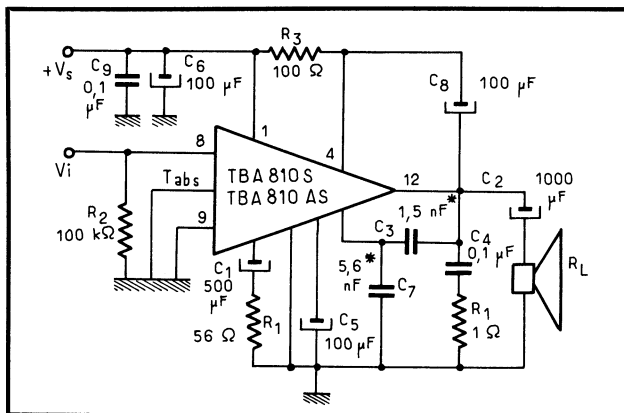 +Vs
C9
0,1
µF
C6
100 µF
R3
100 Ω
C8
100 µF
1
4
8
Vi
TBA 810 S
TBA 810 AS
Tabs
9
12
R2
100 kΩ
C2
1000
µF
*
C3
1,5 nF
C1
500
µF
R1
56 Ω
C5
100 µF
*
5,6
nF
C7
C4
0,1 µF
R1
1 Ω
RL